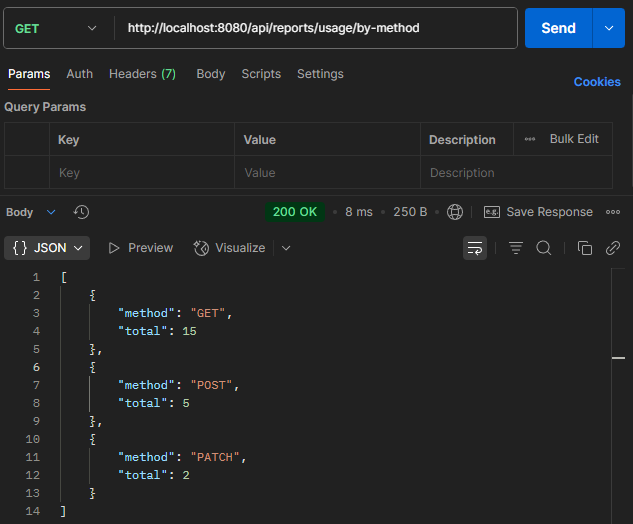 GET http://localhost:8080/api/reports/usage/by-method Send
Params Auth Headers (7) Body Scripts Settings Cookies
Query Params
Key Value Description Bulk Edit
Key Value Description
Body 200 OK • 8 ms • 250 B e.g. Save Response
{} JSON Preview Visualize
1 [
2 {
3 "method": "GET",
4 "total": 15
5 },
6 {
7 "method": "POST",
8 "total": 5
9 },
10 {
11 "method": "PATCH",
12 "total": 2
13 }
14 ]